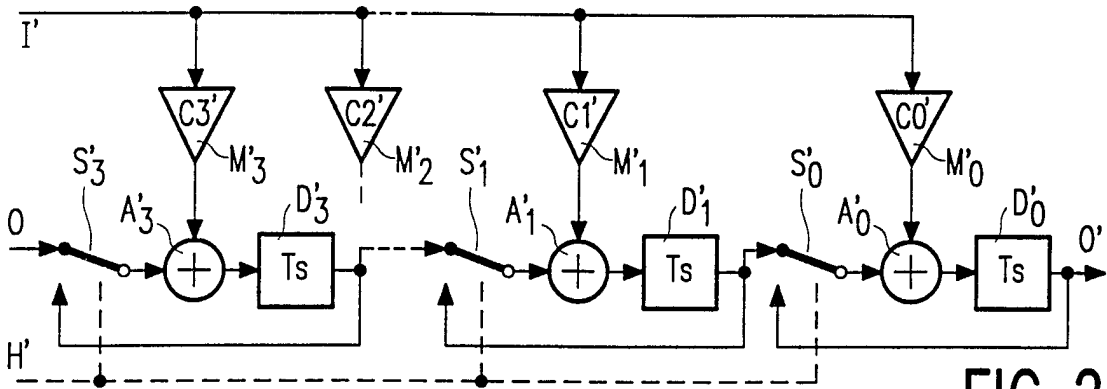 I'
C3' C2' C1' C0'
M'3 M'2 M'1 M'0
S'3 S'1 S'0
A'3 D'3 A'1 D'1 A'0 D'0
0 O'
+ Ts + Ts + Ts
H'
FIG. 2